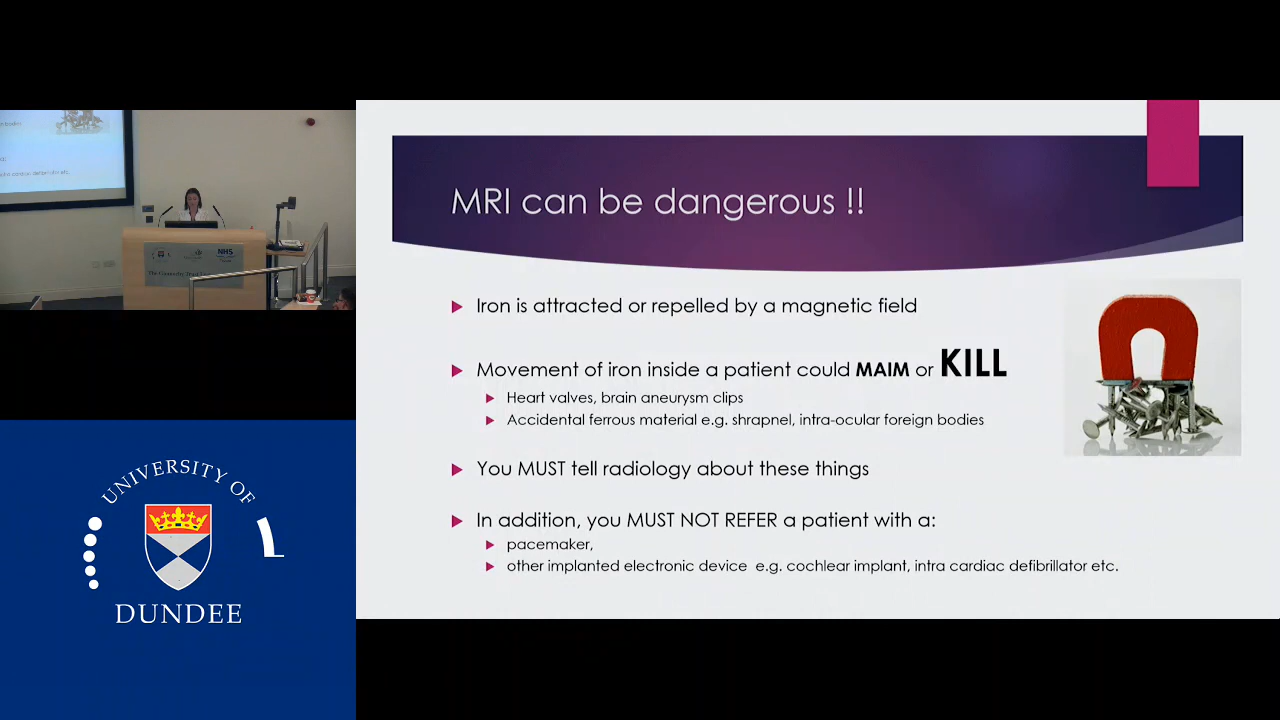 MRI can be dangerous !!
Iron is attracted or repelled by a magnetic field
Movement of iron inside a patient could MAIM or KILL
Heart valves, brain aneurysm clips
Accidental ferrous material e.g. shrapnel, intra-ocular foreign bodies
You MUST tell radiology about these things
In addition, you MUST NOT REFER a patient with a:
pacemaker,
other implanted electronic device e.g. cochlear implant, intra cardiac defibrillator etc.
NHS
UNIVERSITY OF
DUNDEE